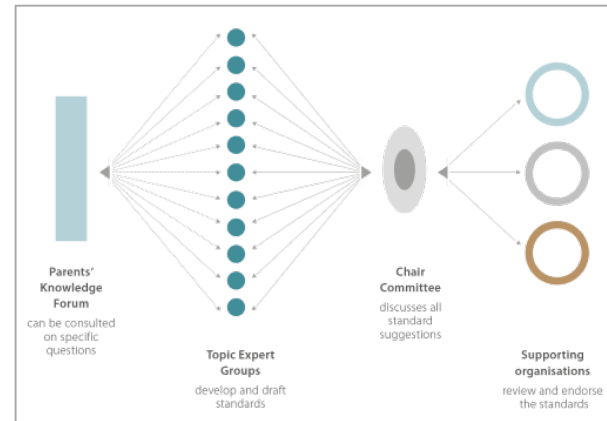 Parents'
Knowledge
Forum
can be consulted
on specific
questions
Topic Expert
Groups
develop and draft
standards
Chair
Committee
discusses all
standard
suggestions
Supporting
organisations
review and endorse
the standards